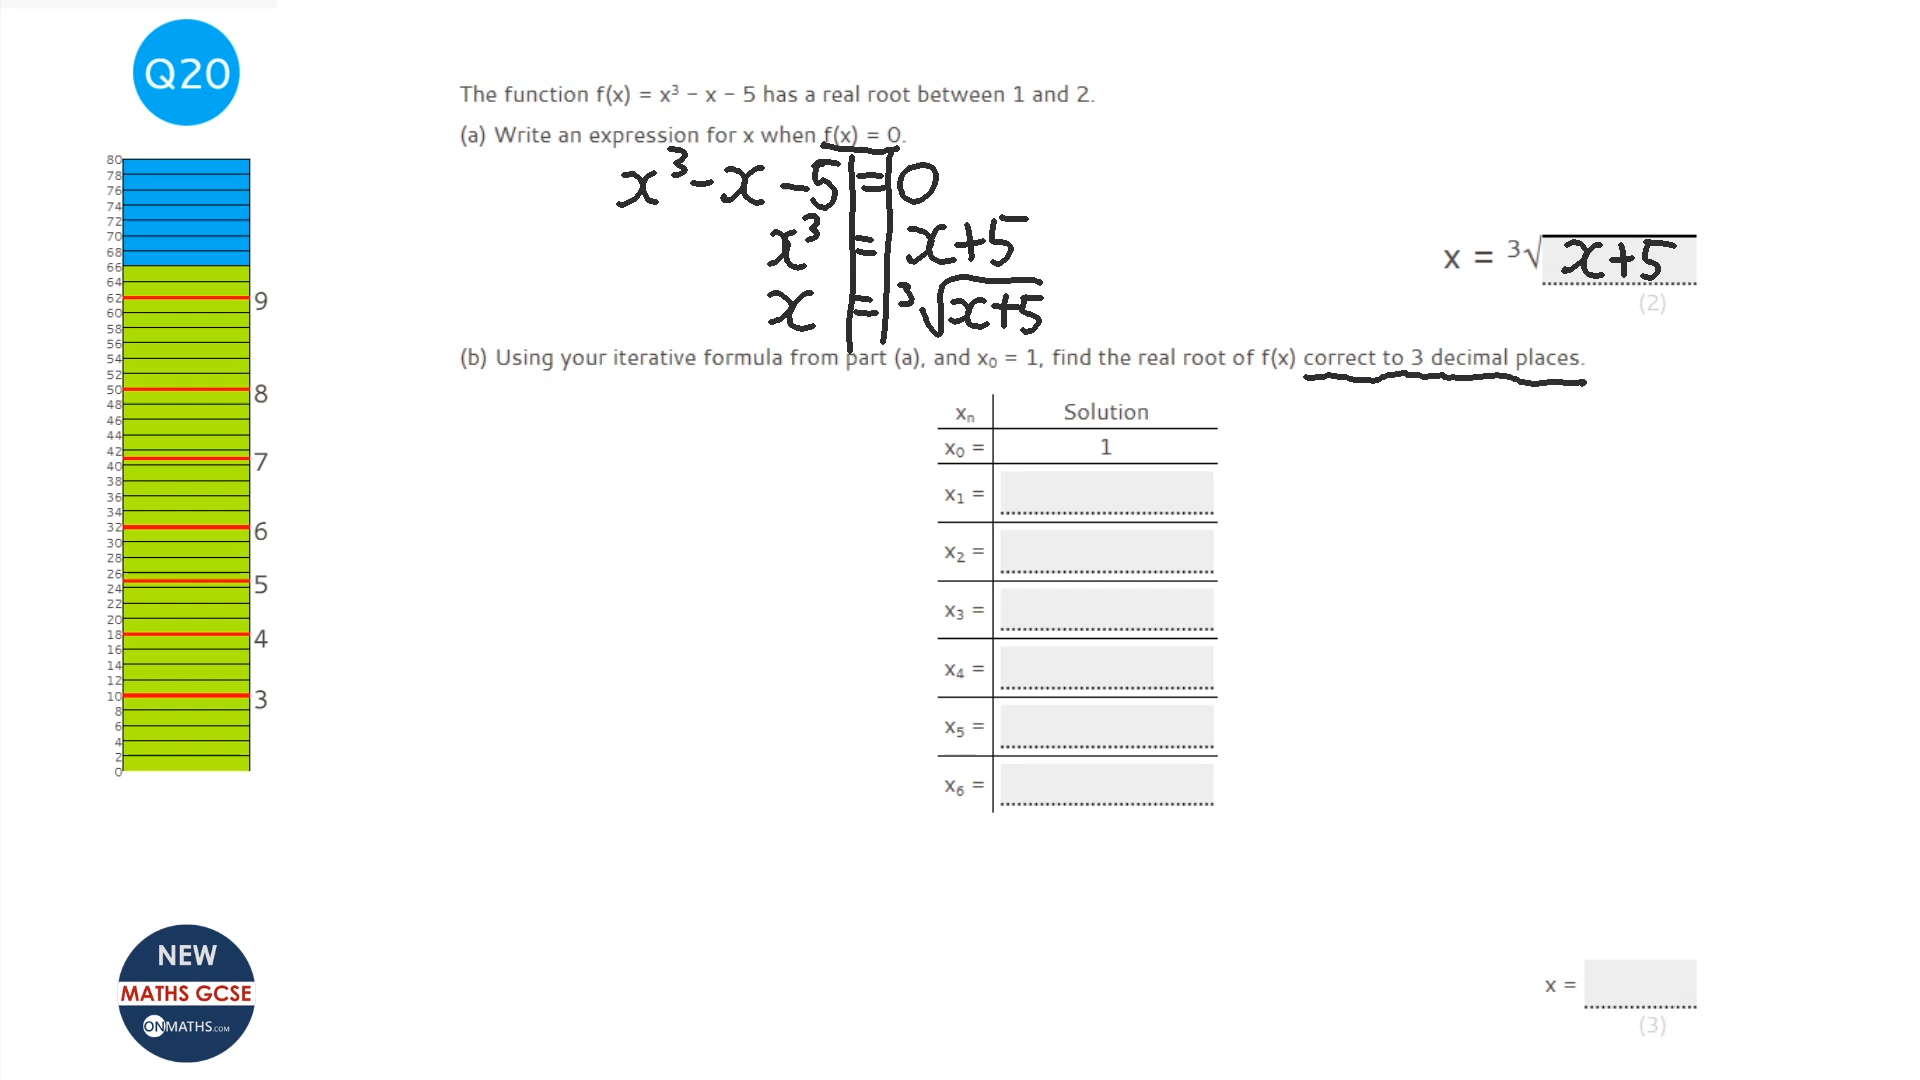 Q20
The function f(x) = x³ − x − 5 has a real root between 1 and 2.
(a) Write an expression for x when f(x) = 0.
x³ - x - 5 = 0
x³ = x+5
x = ³√x+5
x = ³√ x+5
(2)
(b) Using your iterative formula from part (a), and x₀ = 1, find the real root of f(x) correct to 3 decimal places.
xₙ Solution
x₀ = 1
x₁ =
x₂ =
x₃ =
x₄ =
x₅ =
x₆ =
x =
(3)
80
78
76
74
72
70
68
66
64
62 9
60
58
56
54
52
50 8
48
46
44
42 7
40
38
36
34
32 6
30
28
26
24 5
22
20
18 4
16
14
12
10 3
8
6
4
2
0
NEW
MATHS GCSE
ONMATHS.COM